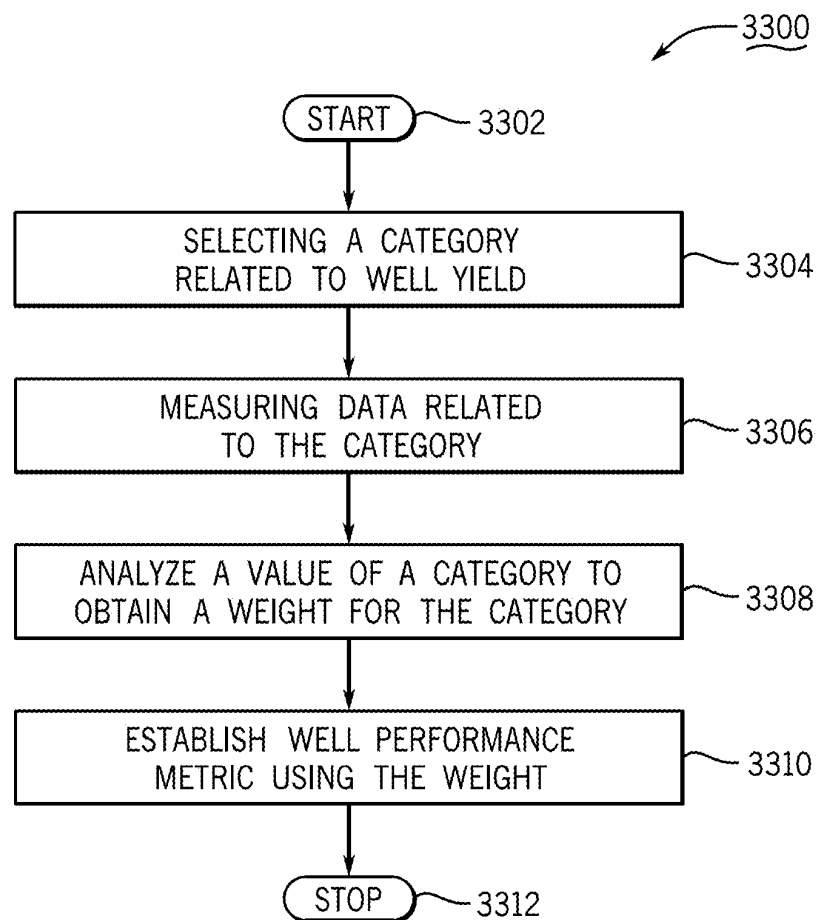 3300
START
3302
SELECTING A CATEGORY
RELATED TO WELL YIELD
3304
MEASURING DATA RELATED
TO THE CATEGORY
3306
ANALYZE A VALUE OF A CATEGORY TO
OBTAIN A WEIGHT FOR THE CATEGORY
3308
ESTABLISH WELL PERFORMANCE
METRIC USING THE WEIGHT
3310
STOP
3312